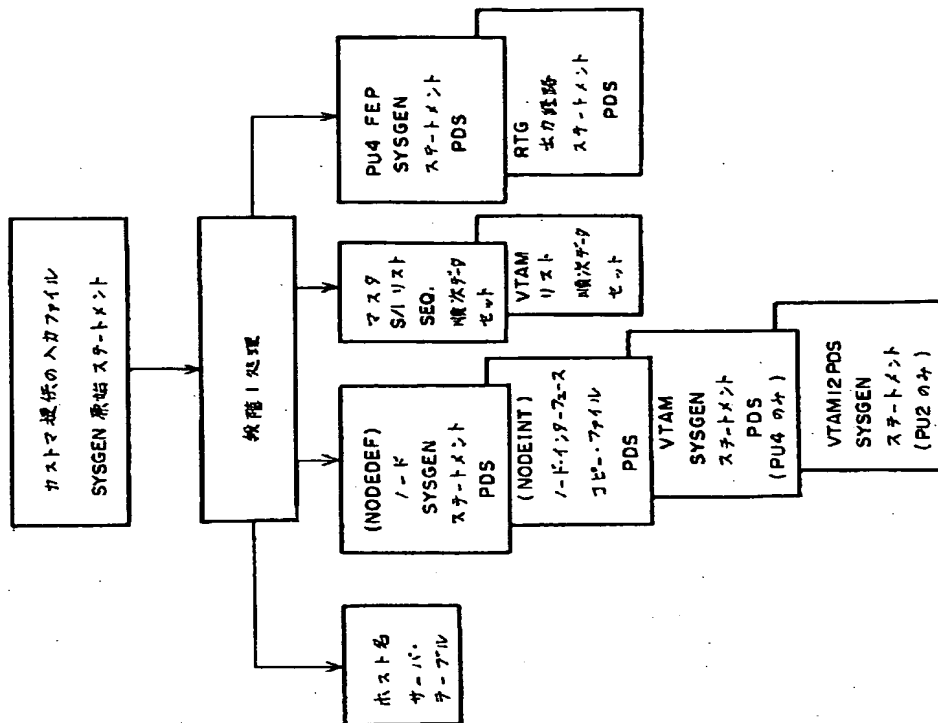 カストマ提供の入力ファイル
SYSGEN 原始ステートメント
段階1処理
ホスト名
サーバ・
テーブル
(NODEDEF)
ノード
SYSGEN
ステートメント
PDS
(NODEINT)
ノード・インターフェース
コピー・ファイル
PDS
VTAM
SYSGEN
ステートメント
PDS
(PU4 のみ)
VTAM12PDS
SYSGEN
ステートメント
(PU2 のみ)
マスタ
S/1 リスト
SEQ.
順次データ
セット
VTAM
リスト
順次データ
セット
PU4 FEP
SYSGEN
ステートメント
PDS
RTG
出力経路
ステートメント
PDS